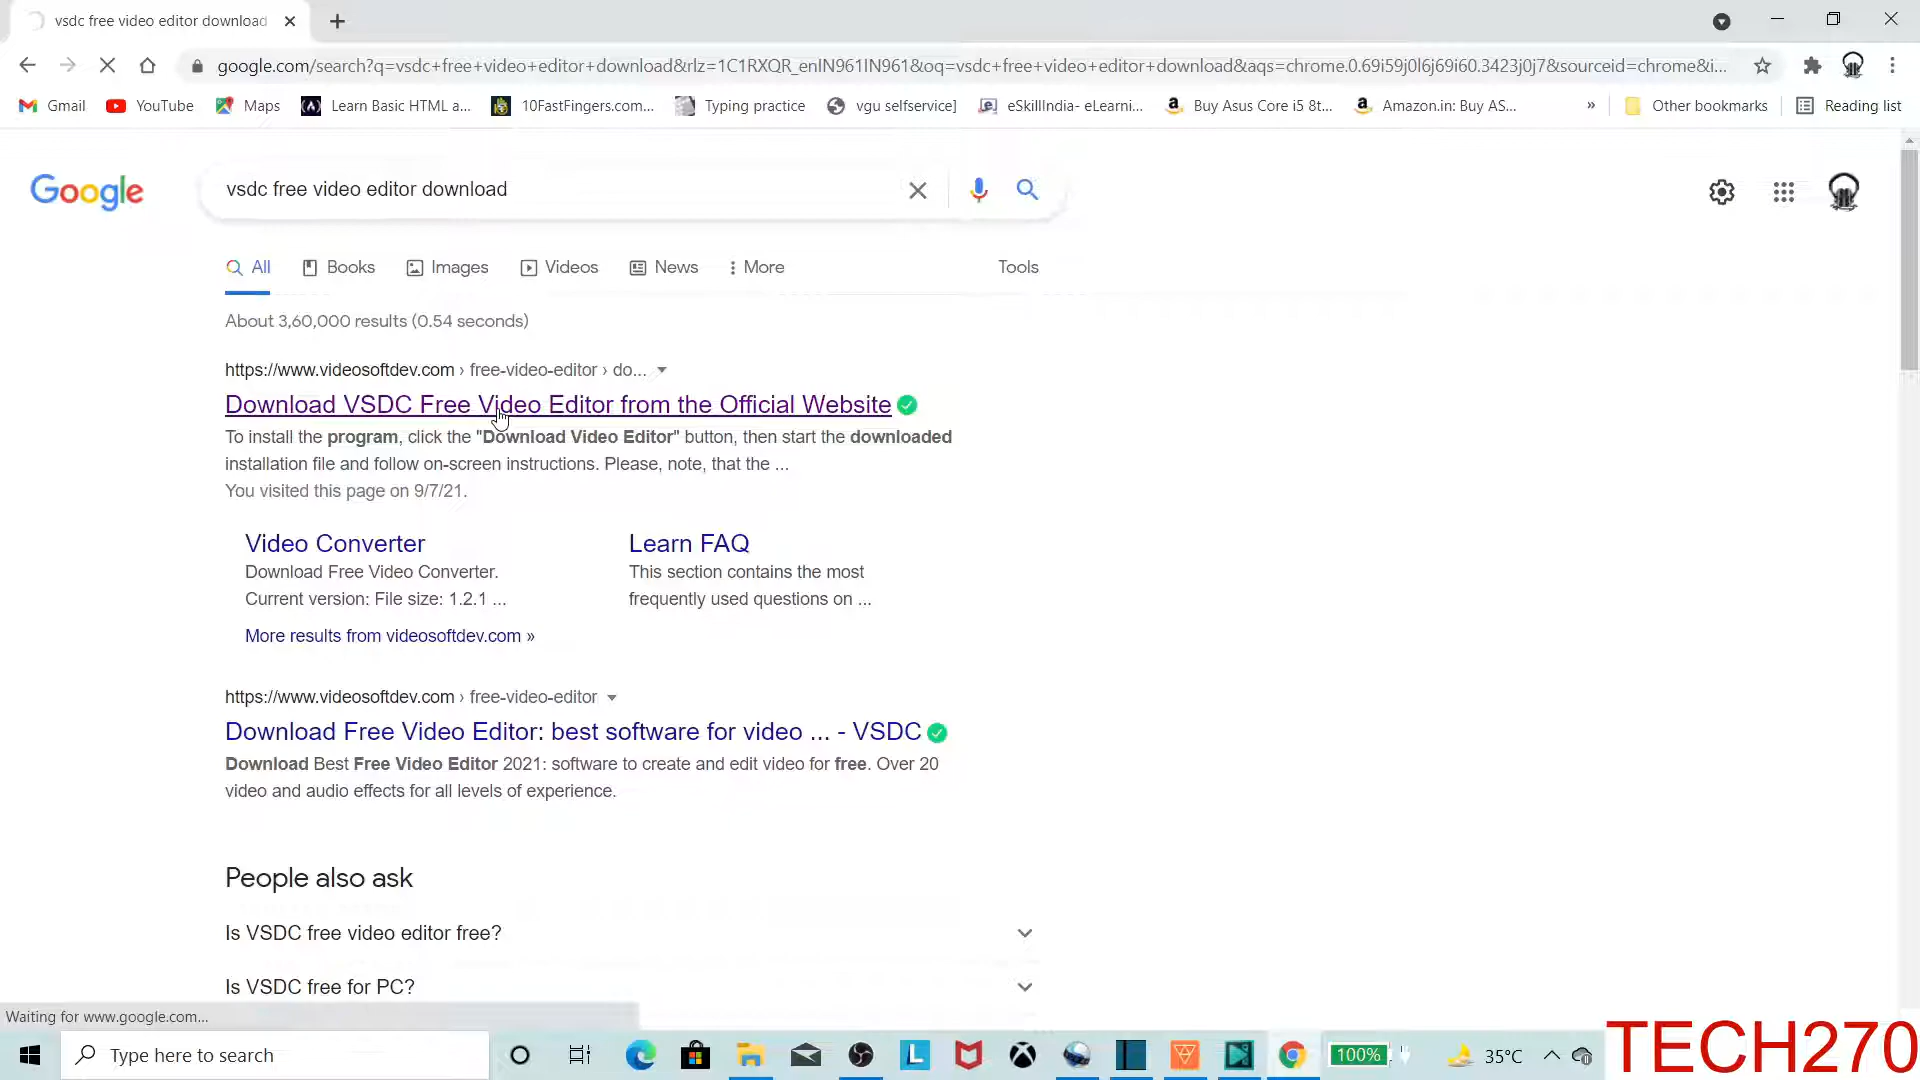 vsdc free video editor download
google.com/search?q=vsdc+free+video+editor+download&rlz=1C1RXQR_enIN961IN961&oq=vsdc+free+video+editor+download&aqs=chrome.0.69i59j0l6j69i60.3423j0j7&sourceid=chrome&i...
Gmail YouTube Maps Learn Basic HTML a... 10FastFingers.com... Typing practice vgu selfservice] eSkillIndia- eLearni... Buy Asus Core i5 8t... Amazon.in: Buy AS... » Other bookmarks Reading list
Google
vsdc free video editor download
All Books Images Videos News More Tools
About 3,60,000 results (0.54 seconds)
https://www.videosoftdev.com › free-video-editor › do...
Download VSDC Free Video Editor from the Official Website
To install the program, click the "Download Video Editor" button, then start the downloaded
installation file and follow on-screen instructions. Please, note, that the ...
You visited this page on 9/7/21.
Video Converter
Download Free Video Converter.
Current version: File size: 1.2.1 ...
Learn FAQ
This section contains the most
frequently used questions on ...
More results from videosoftdev.com »
https://www.videosoftdev.com › free-video-editor
Download Free Video Editor: best software for video ... - VSDC
Download Best Free Video Editor 2021: software to create and edit video for free. Over 20
video and audio effects for all levels of experience.
People also ask
Is VSDC free video editor free?
Is VSDC free for PC?
Waiting for www.google.com...
Type here to search
L
100%
35°C
TECH270